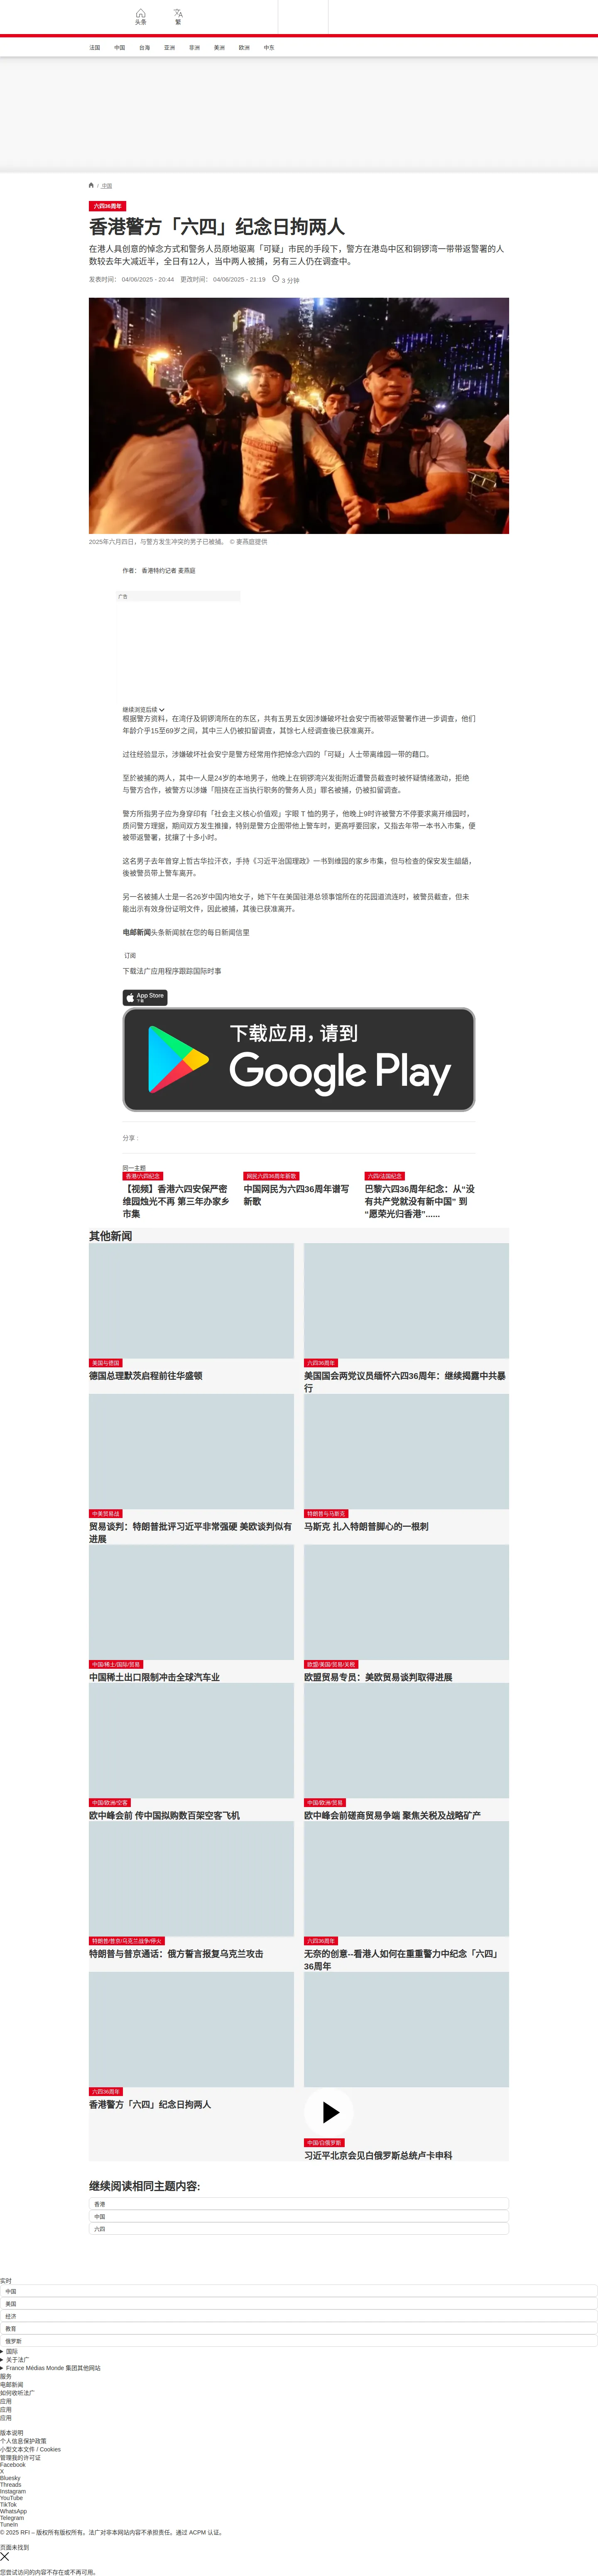 头条
繁
法国 中国 台海 亚洲 非洲 美洲 欧洲 中东
/ 中国
六四36周年
香港警方「六四」纪念日拘两人
在港人具创意的悼念方式和警务人员原地驱离「可疑」市民的手段下，警方在港岛中区和铜锣湾一带带返警署的人
数较去年大减近半，全日有12人，当中两人被捕，另有三人仍在调查中。
发表时间： 04/06/2025 - 20:44 更改时间： 04/06/2025 - 21:19 3 分钟
2025年六月四日，与警方发生冲突的男子已被捕。 © 麥燕庭提供
作者： 香港特约记者 麦燕庭
广告
继续浏览后续
根据警方资料，在湾仔及铜锣湾所在的东区，共有五男五女因涉嫌破坏社会安宁而被带返警署作进一步调查，他们
年龄介乎15至69岁之间，其中三人仍被扣留调查，其馀七人经调查後已获准离开。
过往经验显示，涉嫌破坏社会安宁是警方经常用作把悼念六四的「可疑」人士带离维园一带的藉口。
至於被捕的两人，其中一人是24岁的本地男子，他晚上在铜锣湾兴发街附近遭警员截查时被怀疑情绪激动，拒绝
与警方合作，被警方以涉嫌「阻挠在正当执行职务的警务人员」罪名被捕，仍被扣留调查。
警方所指男子应为身穿印有「社会主义核心价值观」字眼 T 恤的男子，他晚上9时许被警方不停要求离开维园时，
质问警方理据，期间双方发生推撞，特别是警方企图带他上警车时，更高呼要回家，又指去年带一本书入市集，便
被带返警署，扰攘了十多小时。
这名男子去年曾穿上哲古华拉汗衣，手持《习近平治国理政》一书到维园的家乡市集，但与检查的保安发生龃龉，
後被警员带上警车离开。
另一名被捕人士是一名26岁中国内地女子，她下午在美国驻港总领事馆所在的花园道流连时，被警员截查，但未
能出示有效身份证明文件，因此被捕，其後已获准离开。
电邮新闻头条新闻就在您的每日新闻信里
订阅
下载法广应用程序跟踪国际时事
App Store
下载
下载应用，请到
Google Play
分享 :
同一主题
香港/六四纪念
【视频】香港六四安保严密
维园烛光不再 第三年办家乡
市集
网民六四36周年新歌
中国网民为六四36周年谱写
新歌
六四/法国纪念
巴黎六四36周年纪念：从“没
有共产党就没有新中国” 到
“愿荣光归香港”……
其他新闻
美国与德国
德国总理默茨启程前往华盛顿
六四36周年
美国国会两党议员缅怀六四36周年：继续揭露中共暴
行
中美贸易战
贸易谈判：特朗普批评习近平非常强硬 美欧谈判似有
进展
特朗普与马斯克
马斯克 扎入特朗普脚心的一根刺
中国/稀土/国际/贸易
中国稀土出口限制冲击全球汽车业
欧盟/美国/贸易/关税
欧盟贸易专员：美欧贸易谈判取得进展
中国/欧洲/空客
欧中峰会前 传中国拟购数百架空客飞机
中国/欧洲/贸易
欧中峰会前磋商贸易争端 聚焦关税及战略矿产
特朗普/普京/乌克兰战争/停火
特朗普与普京通话：俄方誓言报复乌克兰攻击
六四36周年
无奈的创意--看港人如何在重重警力中纪念「六四」
36周年
六四36周年
香港警方「六四」纪念日拘两人
中国/白俄罗斯
习近平北京会见白俄罗斯总统卢卡申科
继续阅读相同主题内容:
香港
中国
六四
实时
中国
美国
经济
教育
俄罗斯
国际
关于法广
France Médias Monde 集团其他网站
服务
电邮新闻
如何收听法广
应用
应用
应用
版本说明
个人信息保护政策
小型文本文件 / Cookies
管理我的许可证
Facebook
X
Bluesky
Threads
Instagram
YouTube
TikTok
WhatsApp
Telegram
TuneIn
© 2025 RFI – 版权所有版权所有。法广对非本网站内容不承担责任。通过 ACPM 认证。
页面未找到
您尝试访问的内容不存在或不再可用。